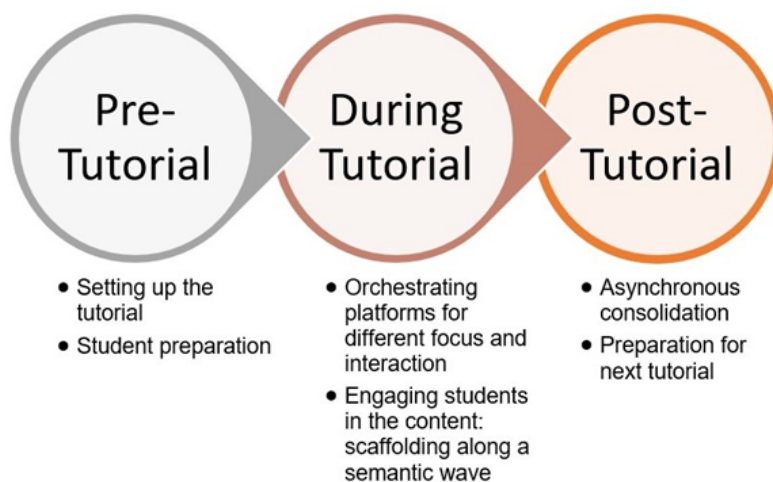 Pre-
Tutorial
• Setting up the
tutorial
• Student preparation
During
Tutorial
• Orchestrating
platforms for
different focus and
interaction
• Engaging students
in the content:
scaffolding along a
semantic wave
Post-
Tutorial
• Asynchronous
consolidation
• Preparation for
next tutorial